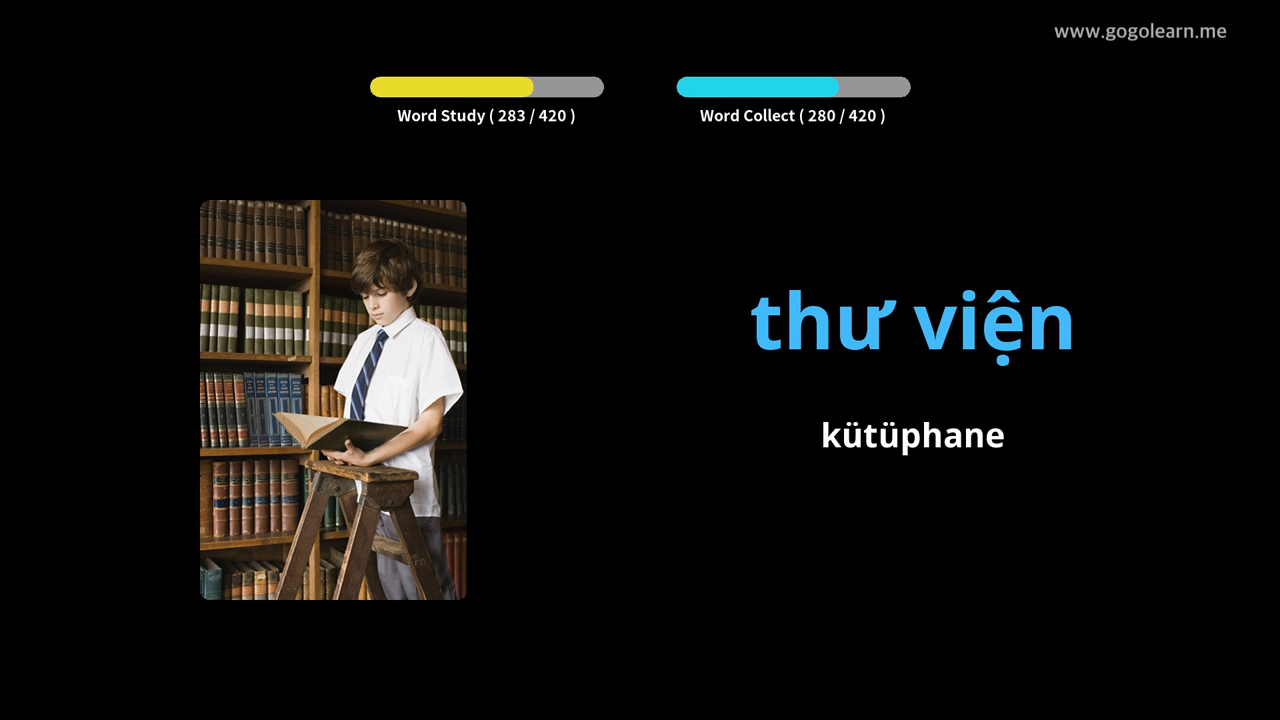 www.gogolearn.me
Word Study ( 283 / 420 )
Word Collect ( 280 / 420 )
thư viện
kütüphane